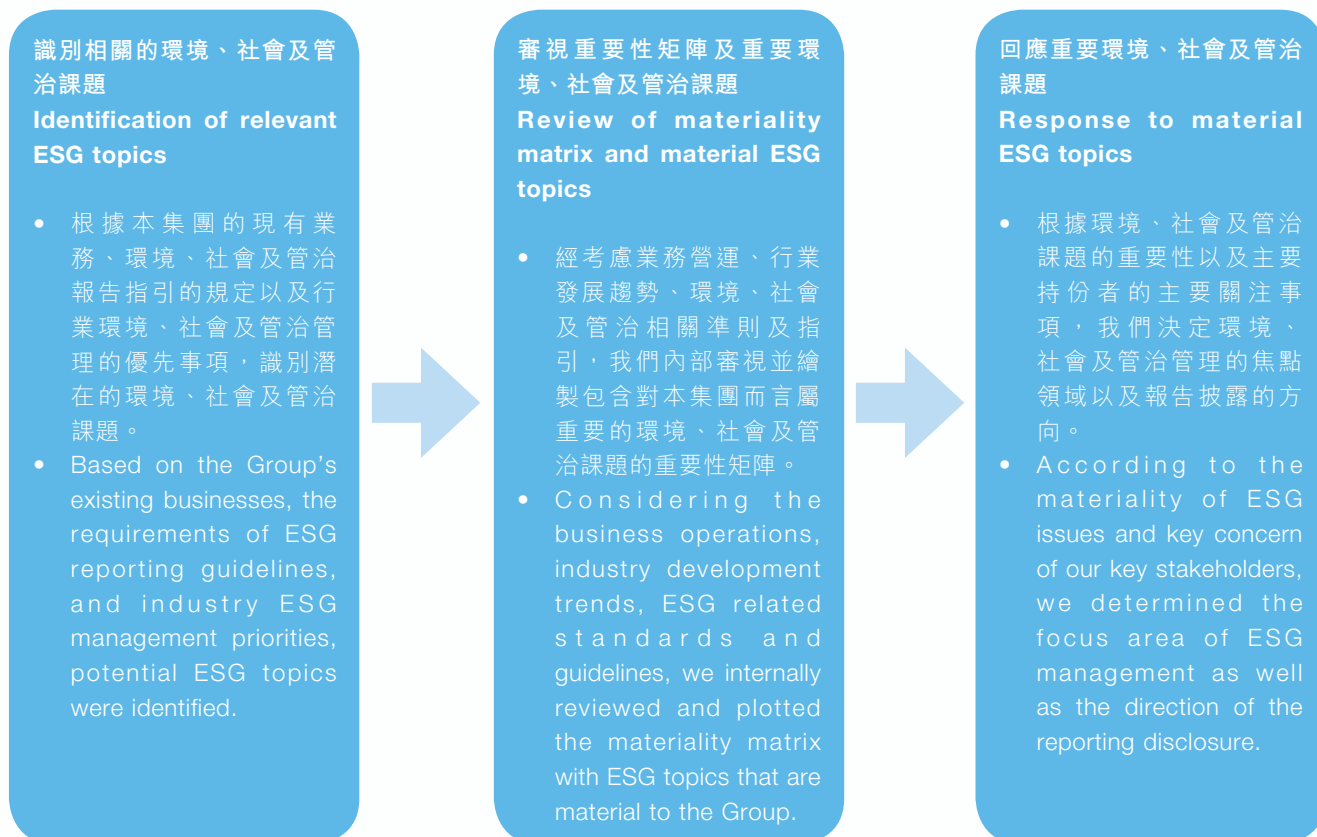 識別相關的環境、社會及管
治課題
Identification of relevant
ESG topics
• 根據本集團的現有業
務、環境、社會及管治
報告指引的規定以及行
業環境、社會及管治管
理的優先事項，識別潛
在的環境、社會及管治
課題。
• Based on the Group’s
existing businesses, the
requirements of ESG
reporting guidelines,
and industry ESG
management priorities,
potential ESG topics
were identified.
審視重要性矩陣及重要環
境、社會及管治課題
Review of materiality
matrix and material ESG
topics
• 經考慮業務營運、行業
發展趨勢、環境、社會
及管治相關準則及指
引，我們內部審視並繪
製包含對本集團而言屬
重要的環境、社會及管
治課題的重要性矩陣。
• Considering the
business operations,
industry development
trends, ESG related
standards and
guidelines, we internally
reviewed and plotted
the materiality matrix
with ESG topics that are
material to the Group.
回應重要環境、社會及管治
課題
Response to material
ESG topics
• 根據環境、社會及管治
課題的重要性以及主要
持份者的主要關注事
項，我們決定環境、
社會及管治管理的焦點
領域以及報告披露的方
向。
• According to the
materiality of ESG
issues and key concern
of our key stakeholders,
we determined the
focus area of ESG
management as well
as the direction of the
reporting disclosure.